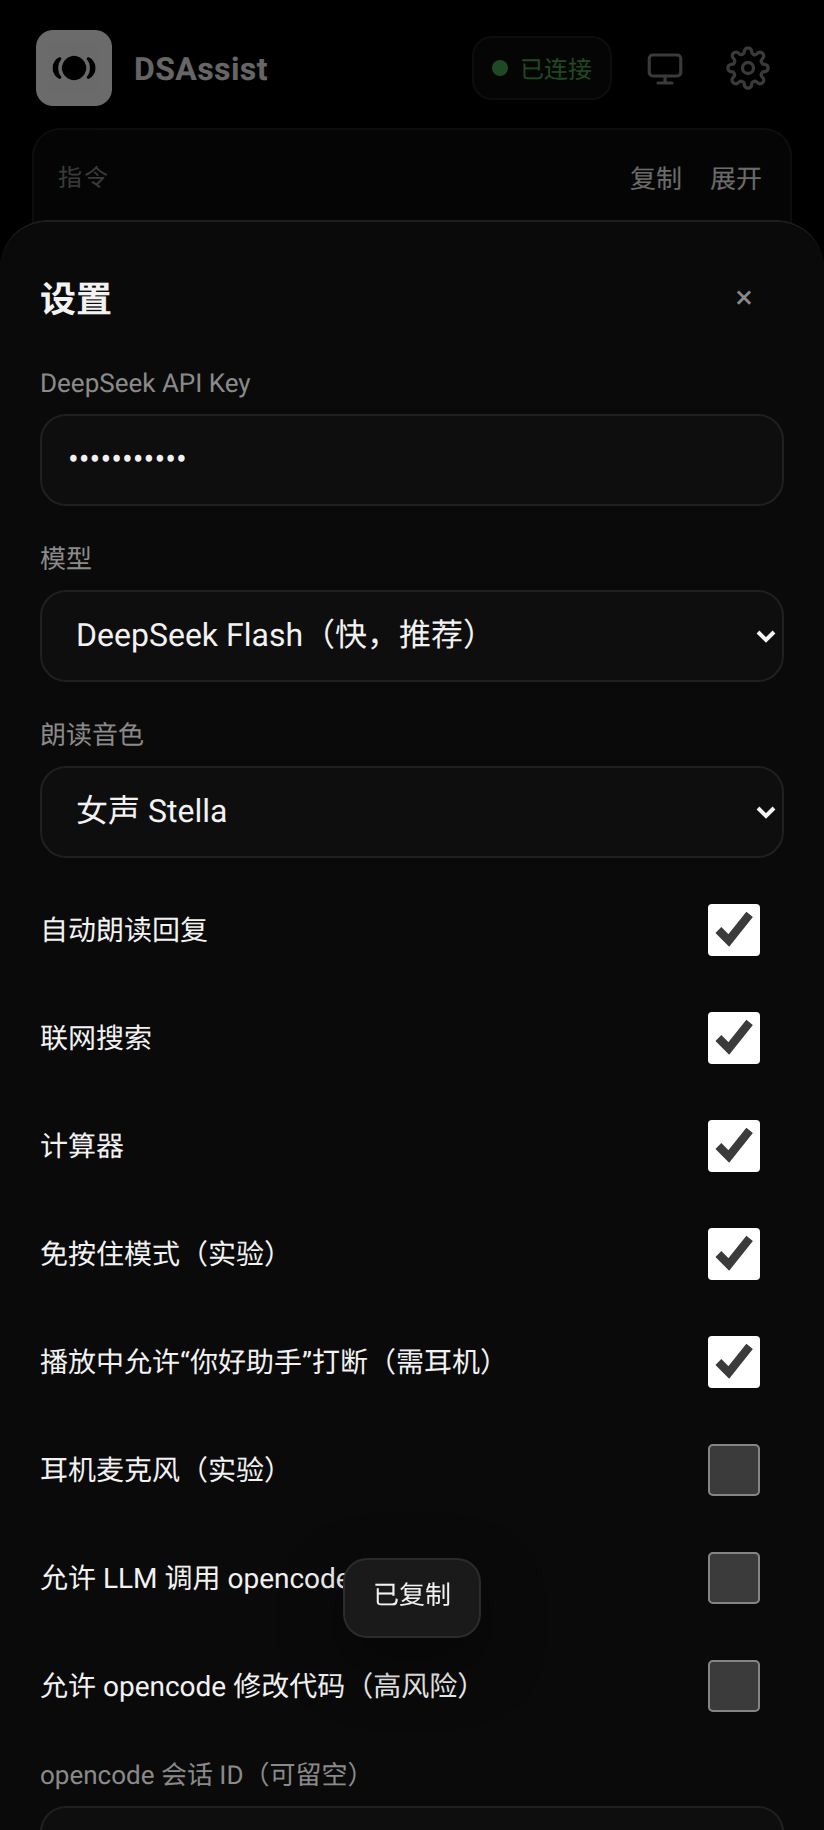 DSAssist
已连接
指令
复制
展开
设置
×
DeepSeek API Key
•••••••••••
模型
DeepSeek Flash（快，推荐）
朗读音色
女声 Stella
自动朗读回复
联网搜索
计算器
免按住模式（实验）
播放中允许“你好助手”打断（需耳机）
耳机麦克风（实验）
允许 LLM 调用 opencode
已复制
允许 opencode 修改代码（高风险）
opencode 会话 ID（可留空）